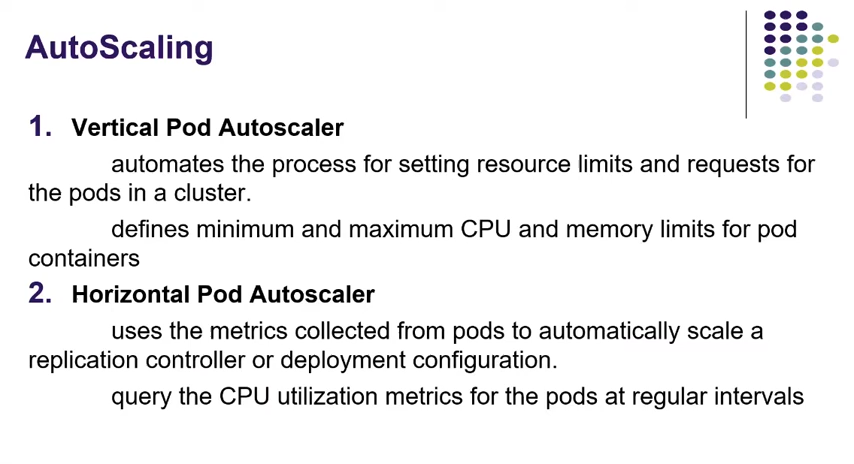 AutoScaling
1. Vertical Pod Autoscaler
automates the process for setting resource limits and requests for
the pods in a cluster.
defines minimum and maximum CPU and memory limits for pod
containers
2. Horizontal Pod Autoscaler
uses the metrics collected from pods to automatically scale a
replication controller or deployment configuration.
query the CPU utilization metrics for the pods at regular intervals